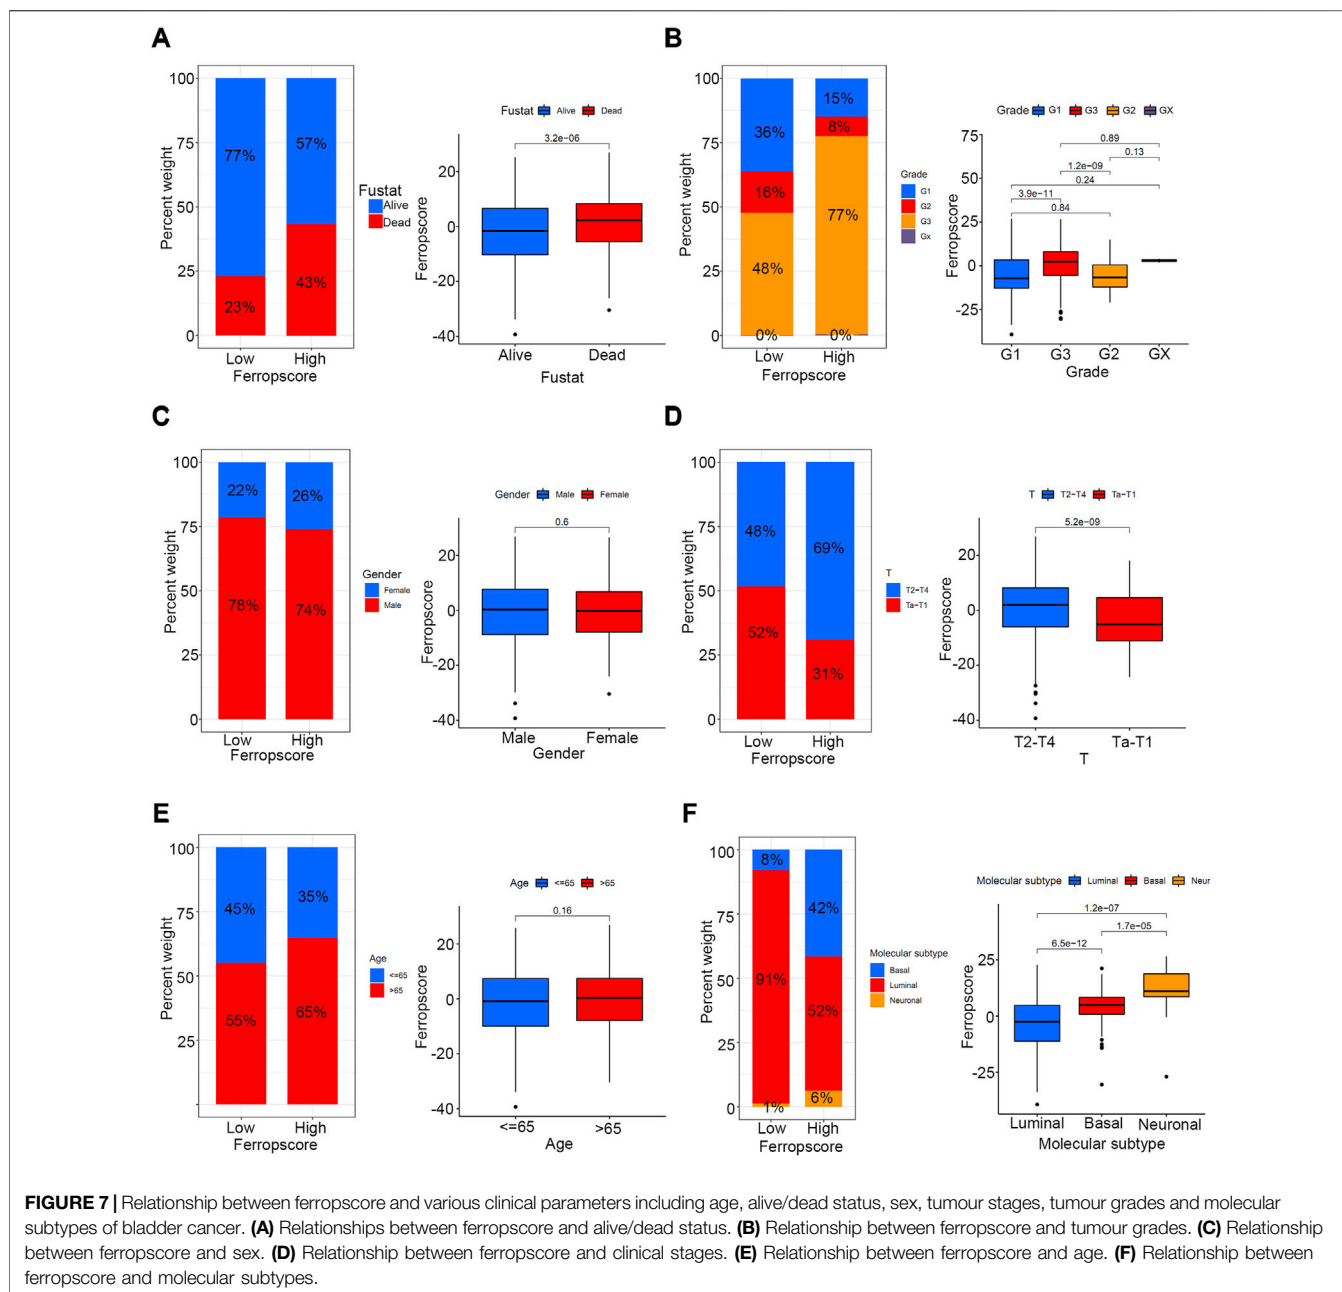 A
100
75
50
25
0
Percent weight
77%
57%
23%
43%
Low High
Ferropscore
Fustat
Alive
Dead
Fustat Alive Dead
3.2e−06
20
0
−20
−40
Ferropscore
Alive Dead
Fustat
B
100
75
50
25
0
Percent weight
36%
15%
16%
8%
48%
77%
0% 0%
Low High
Ferropscore
Grade
G1
G2
G3
Gx
Grade G1 G3 G2 GX
75
50
25
0
−25
Ferropscore
0.89
0.13
1.2e−09
0.24
3.9e−11
0.84
G1 G3 G2 GX
Grade
C
100
75
50
25
0
Percent weight
22% 26%
78% 74%
Low High
Ferropscore
Gender
Female
Male
Gender Male Female
0.6
20
0
−20
−40
Ferropscore
Male Female
Gender
D
100
75
50
25
0
Percent weight
48%
69%
52%
31%
Low High
Ferropscore
T
T2−T4
Ta−T1
T T2−T4 Ta−T1
5.2e−09
20
0
−20
−40
Ferropscore
T2−T4 Ta−T1
T
E
100
75
50
25
Percent weight
45% 35%
55% 65%
Low High
Ferropscore
Age
<=65
>65
Age <=65 >65
0.16
20
0
−20
−40
Ferropscore
<=65 >65
Age
F
100
75
50
25
0
Percent weight
8%
42%
91%
52%
1% 6%
Low High
Ferropscore
Molecular subtype
Basal
Luminal
Neuronal
Molecular subtype Luminal Basal Neur
1.2e−07
1.7e−05
6.5e−12
25
0
−25
Ferropscore
Luminal Basal Neuronal
Molecular subtype
FIGURE 7 | Relationship between ferropscore and various clinical parameters including age, alive/dead status, sex, tumour stages, tumour grades and molecular
subtypes of bladder cancer. (A) Relationships between ferropscore and alive/dead status. (B) Relationship between ferropscore and tumour grades. (C) Relationship
between ferropscore and sex. (D) Relationship between ferropscore and clinical stages. (E) Relationship between ferropscore and age. (F) Relationship between
ferropscore and molecular subtypes.